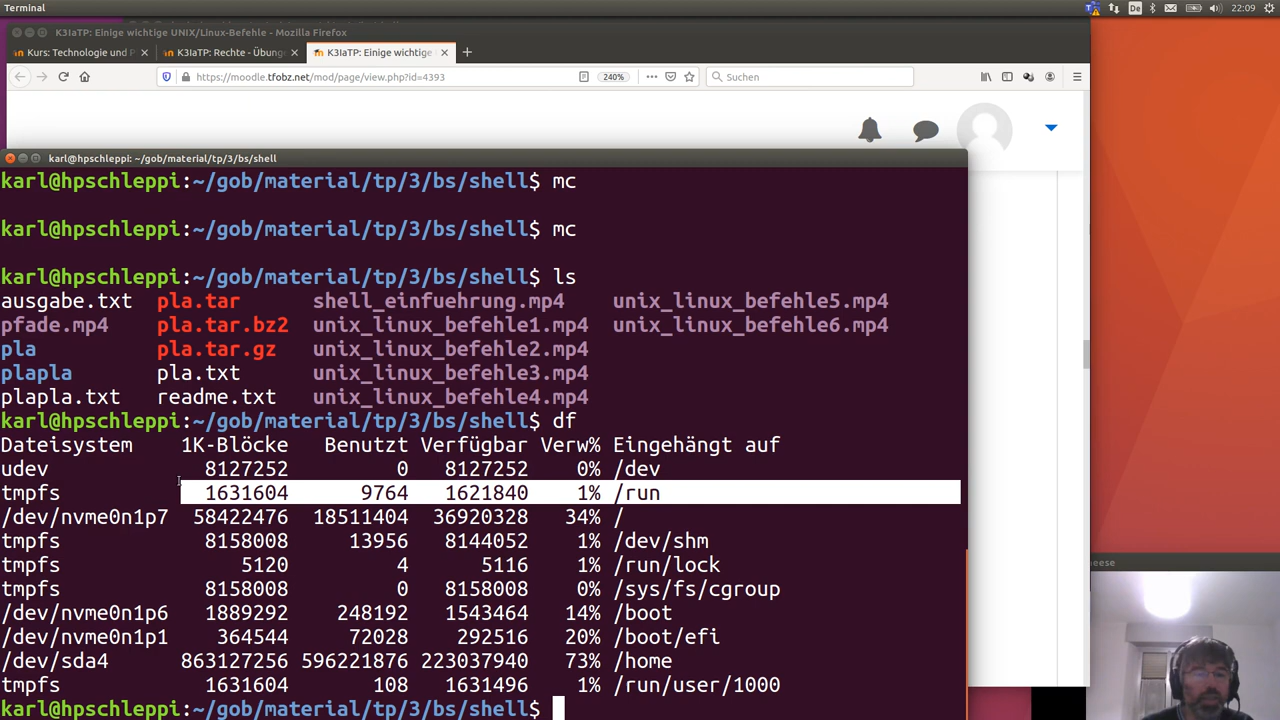 Terminal
De
22:09
K3IaTP: Einige wichtige UNIX/Linux-Befehle - Mozilla Firefox
Kurs: Technologie und P
K3IaTP: Rechte - Übung
K3IaTP: Einige wichtige
https://moodle.tfobz.net/mod/page/view.php?id=4393
240%
Suchen
karl@hpschleppi: ~/gob/material/tp/3/bs/shell
karl@hpschleppi:~/gob/material/tp/3/bs/shell$ mc
karl@hpschleppi:~/gob/material/tp/3/bs/shell$ mc
karl@hpschleppi:~/gob/material/tp/3/bs/shell$ ls
ausgabe.txt pla.tar shell_einfuehrung.mp4 unix_linux_befehle5.mp4
pfade.mp4 pla.tar.bz2 unix_linux_befehle1.mp4 unix_linux_befehle6.mp4
pla pla.tar.gz unix_linux_befehle2.mp4
plapla pla.txt unix_linux_befehle3.mp4
plapla.txt readme.txt unix_linux_befehle4.mp4
karl@hpschleppi:~/gob/material/tp/3/bs/shell$ df
Dateisystem 1K-Blöcke Benutzt Verfügbar Verw% Eingehängt auf
udev 8127252 0 8127252 0% /dev
tmpfs 1631604 9764 1621840 1% /run
/dev/nvme0n1p7 58422476 18511404 36920328 34% /
tmpfs 8158008 13956 8144052 1% /dev/shm
tmpfs 5120 4 5116 1% /run/lock
tmpfs 8158008 0 8158008 0% /sys/fs/cgroup
/dev/nvme0n1p6 1889292 248192 1543464 14% /boot
/dev/nvme0n1p1 364544 72028 292516 20% /boot/efi
/dev/sda4 863127256 596221876 223037940 73% /home
tmpfs 1631604 108 1631496 1% /run/user/1000
karl@hpschleppi:~/gob/material/tp/3/bs/shell$
eese